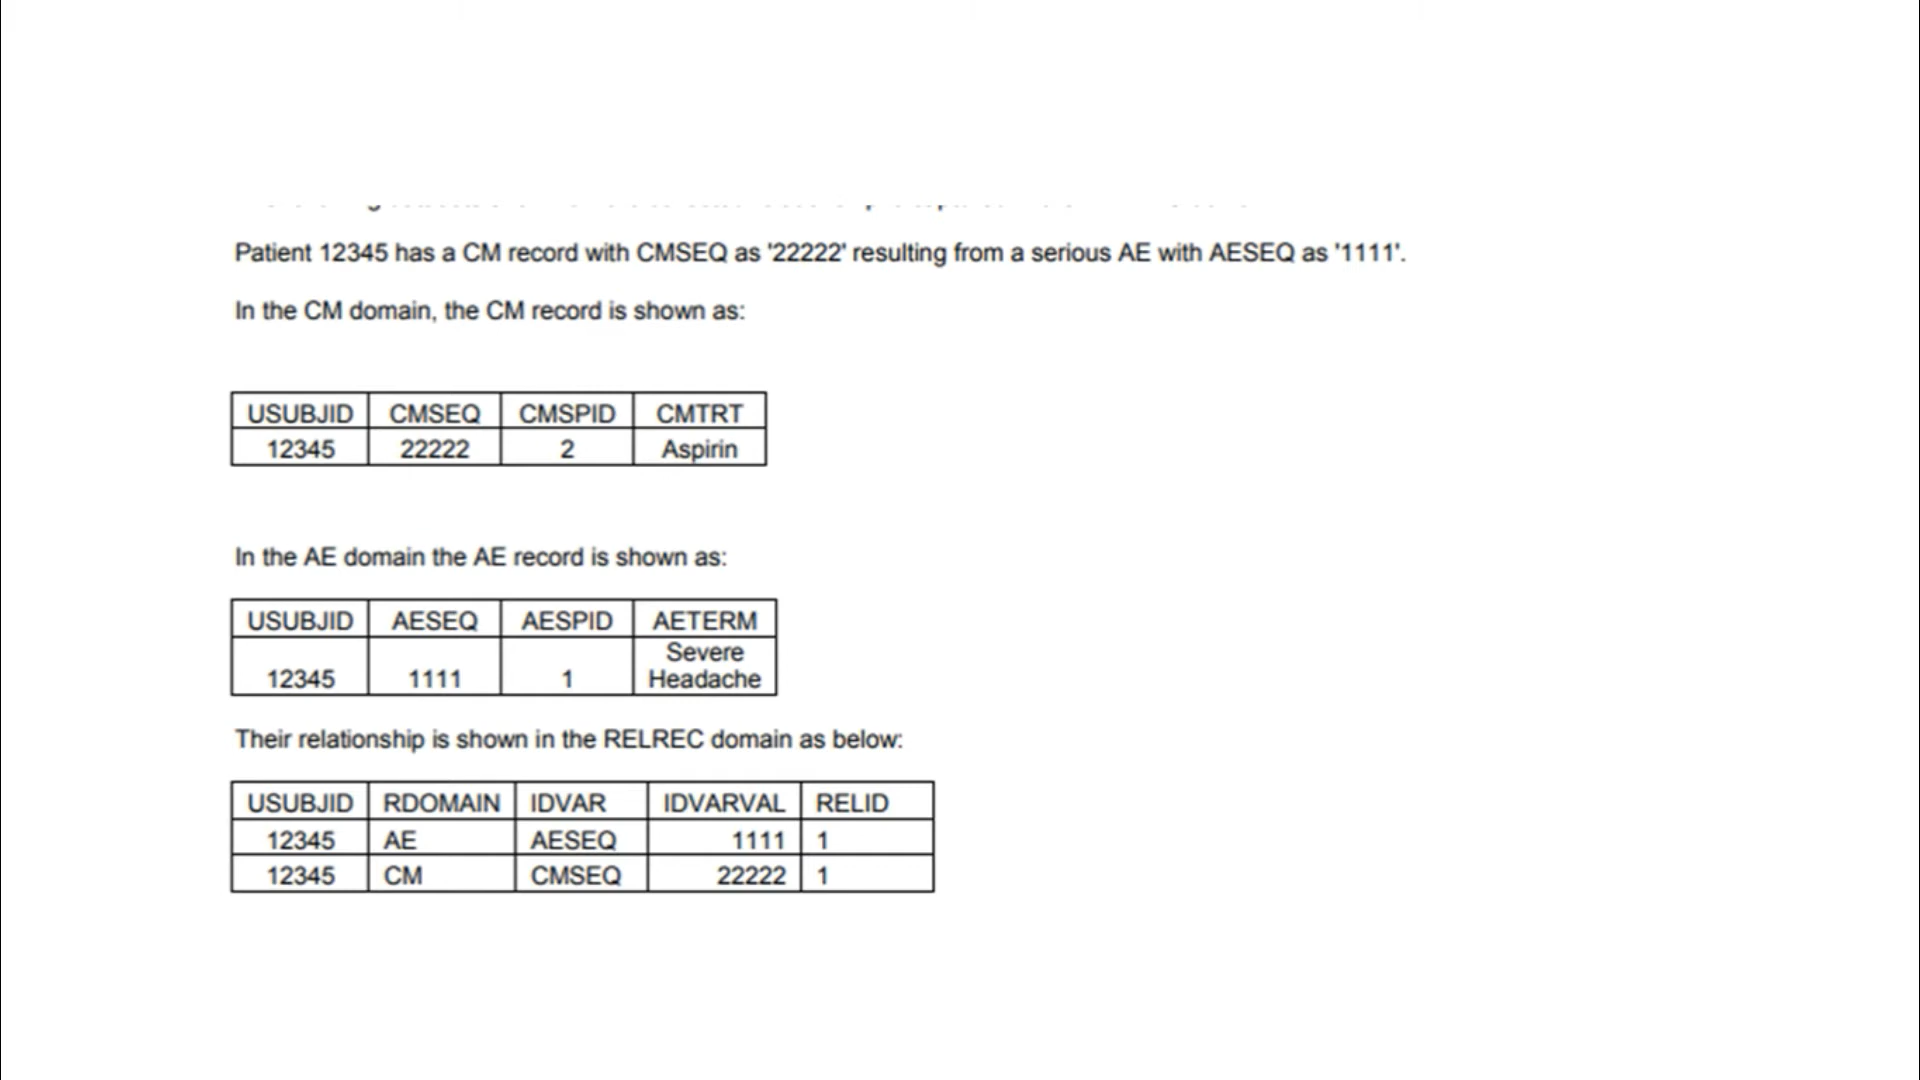 Patient 12345 has a CM record with CMSEQ as '22222' resulting from a serious AE with AESEQ as '1111'.
In the CM domain, the CM record is shown as:
USUBJID CMSEQ CMSPID CMTRT
12345 22222 2 Aspirin
In the AE domain the AE record is shown as:
USUBJID AESEQ AESPID AETERM
Severe
12345 1111 1 Headache
Their relationship is shown in the RELREC domain as below:
USUBJID RDOMAIN IDVAR IDVARVAL RELID
12345 AE AESEQ 1111 1
12345 CM CMSEQ 22222 1